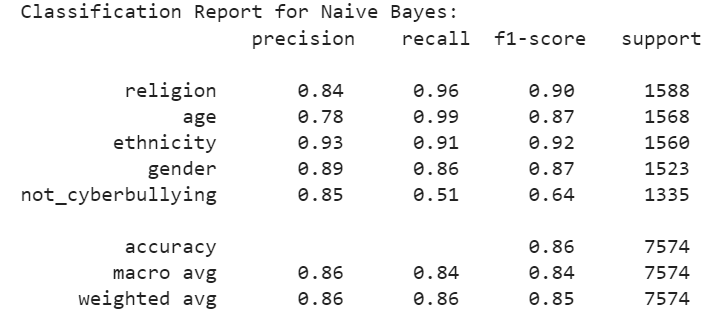 Classification Report for Naive Bayes:
precision recall f1-score support
religion 0.84 0.96 0.90 1588
age 0.78 0.99 0.87 1568
ethnicity 0.93 0.91 0.92 1560
gender 0.89 0.86 0.87 1523
not_cyberbullying 0.85 0.51 0.64 1335
accuracy 0.86 7574
macro avg 0.86 0.84 0.84 7574
weighted avg 0.86 0.86 0.85 7574